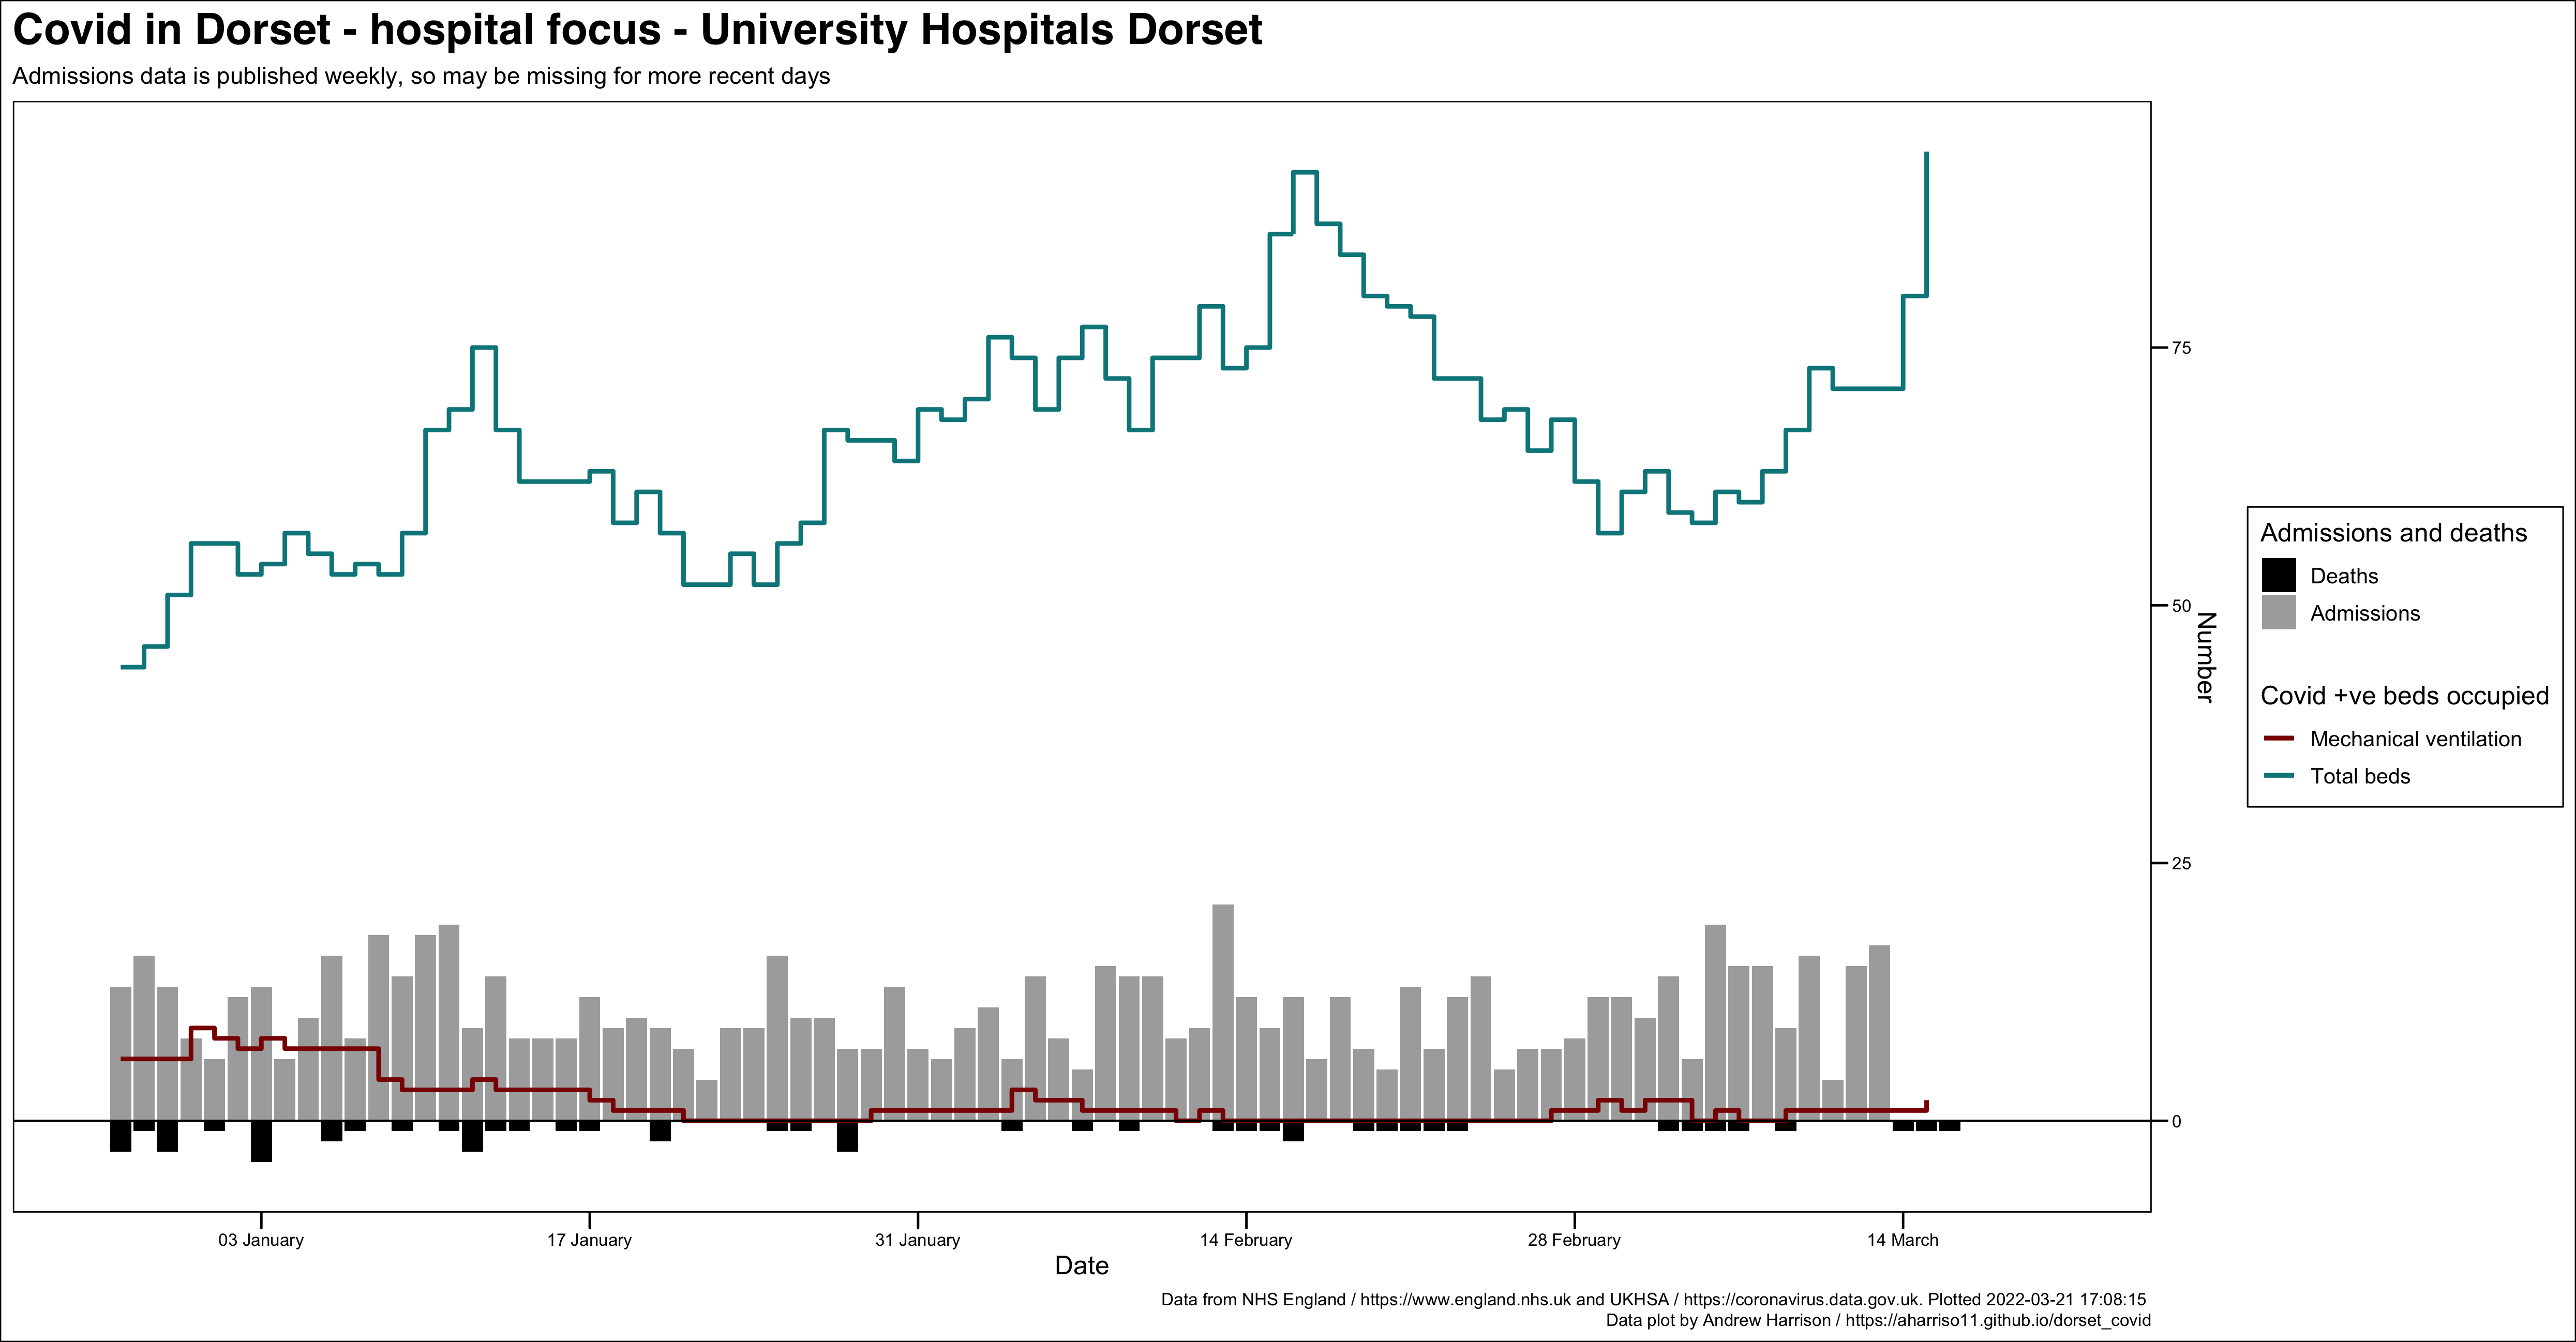 Covid in Dorset - hospital focus - University Hospitals Dorset
Admissions data is published weekly, so may be missing for more recent days
75
50
25
0
Number
03 January
17 January
31 January
14 February
28 February
14 March
Date
Admissions and deaths
Deaths
Admissions
Covid +ve beds occupied
Mechanical ventilation
Total beds
Data from NHS England / https://www.england.nhs.uk and UKHSA / https://coronavirus.data.gov.uk. Plotted 2022-03-21 17:08:15
Data plot by Andrew Harrison / https://aharriso11.github.io/dorset_covid